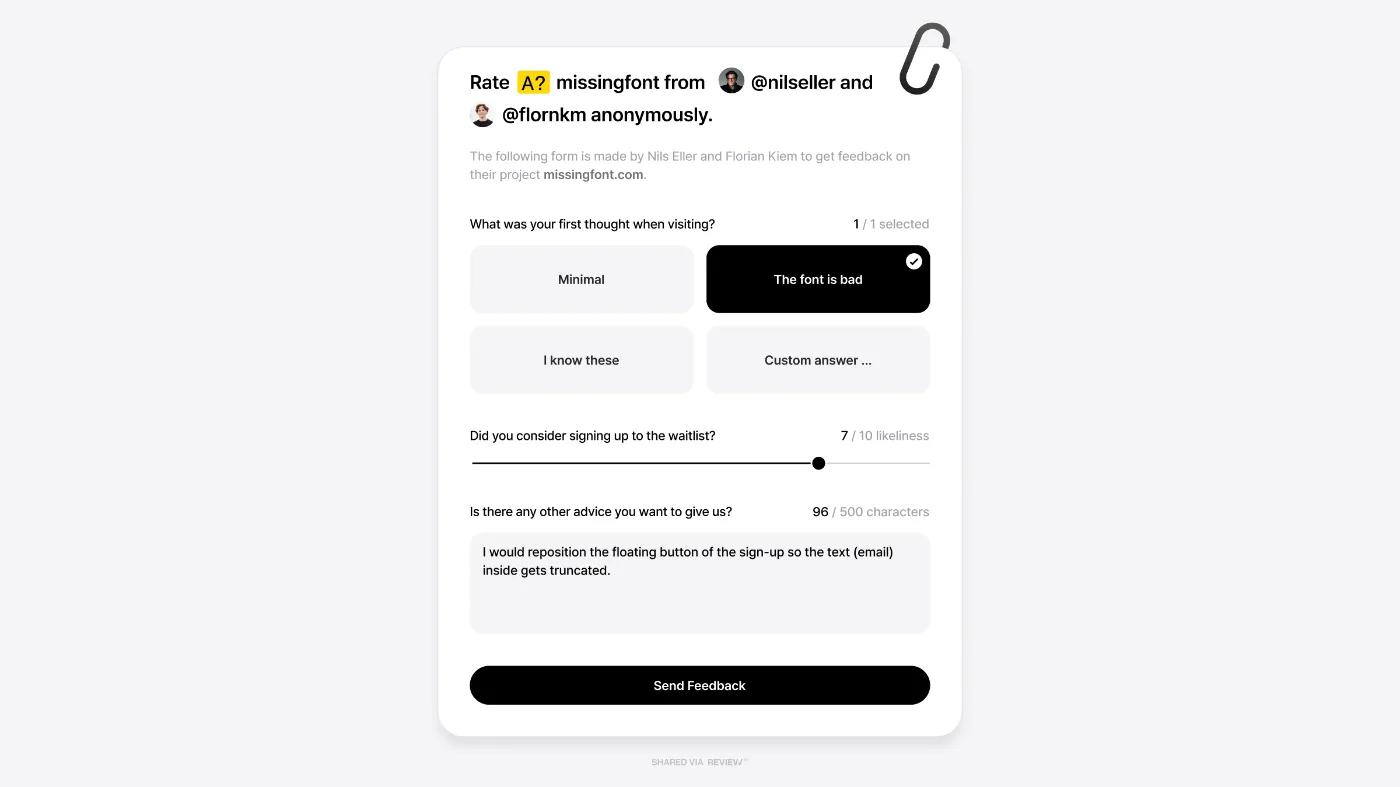 Rate A? missingfont from @nilseller and
@flornkm anonymously.
The following form is made by Nils Eller and Florian Kiem to get feedback on
their project missingfont.com.
What was your first thought when visiting? 1 / 1 selected
Minimal
The font is bad
I know these
Custom answer ...
Did you consider signing up to the waitlist? 7 / 10 likeliness
Is there any other advice you want to give us? 96 / 500 characters
I would reposition the floating button of the sign-up so the text (email)
inside gets truncated.
Send Feedback
SHARED VIA REVIEW™